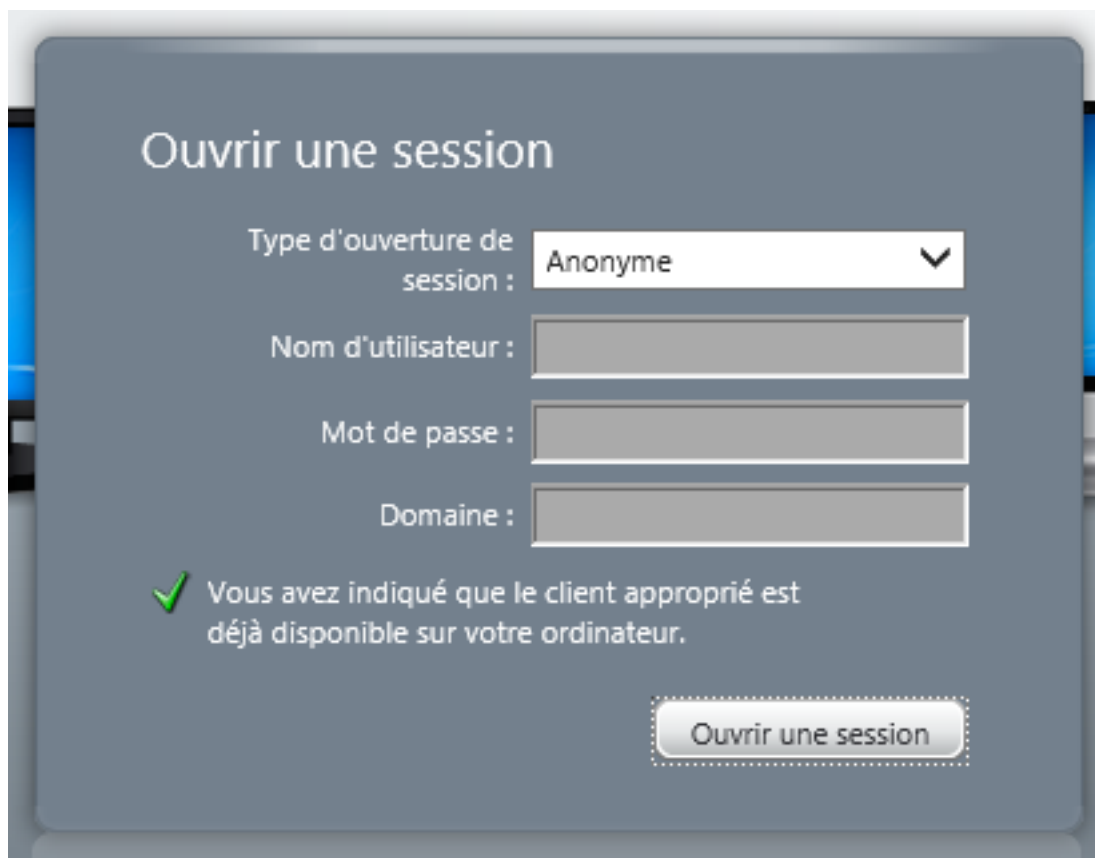 Ouvrir une session
Type d'ouverture de
session :
Anonyme
Nom d'utilisateur :
Mot de passe :
Domaine :
Vous avez indiqué que le client approprié est
déjà disponible sur votre ordinateur.
Ouvrir une session